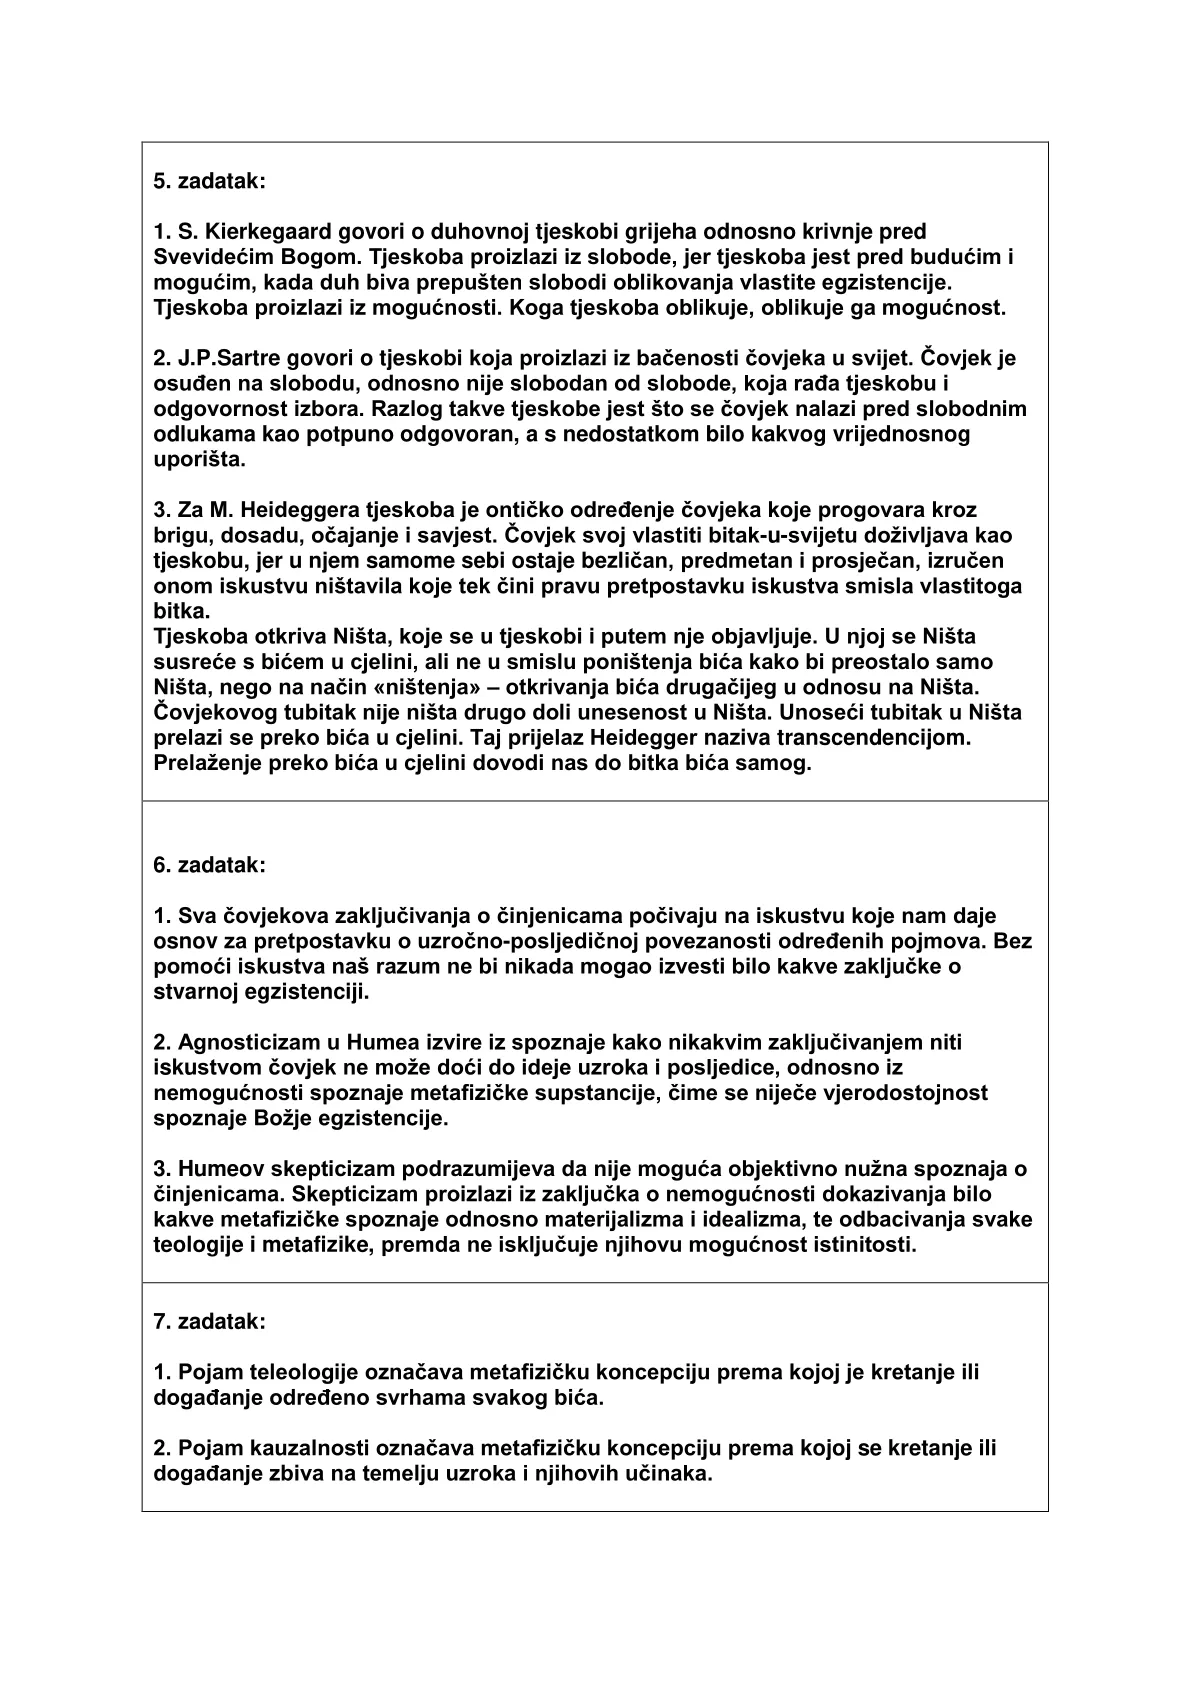 5. zadatak:
1. S. Kierkegaard govori o duhovnoj tjeskobi grijeha odnosno krivnje pred
Svevidećim Bogom. Tjeskoba proizlazi iz slobode, jer tjeskoba jest pred budućim i
mogućim, kada duh biva prepušten slobodi oblikovanja vlastite egzistencije.
Tjeskoba proizlazi iz mogućnosti. Koga tjeskoba oblikuje, oblikuje ga mogućnost.
2. J.P.Sartre govori o tjeskobi koja proizlazi iz bačenosti čovjeka u svijet. Čovjek je
osuđen na slobodu, odnosno nije slobodan od slobode, koja rađa tjeskobu i
odgovornost izbora. Razlog takve tjeskobe jest što se čovjek nalazi pred slobodnim
odlukama kao potpuno odgovoran, a s nedostatkom bilo kakvog vrijednosnog
uporišta.
3. Za M. Heideggera tjeskoba je ontičko određenje čovjeka koje progovara kroz
brigu, dosadu, očajanje i savjest. Čovjek svoj vlastiti bitak-u-svijetu doživljava kao
tjeskobu, jer u njem samome sebi ostaje bezličan, predmetan i prosječan, izručen
onom iskustvu ništavila koje tek čini pravu pretpostavku iskustva smisla vlastitoga
bitka.
Tjeskoba otkriva Ništa, koje se u tjeskobi i putem nje objavljuje. U njoj se Ništa
susreće s bićem u cjelini, ali ne u smislu poništenja bića kako bi preostalo samo
Ništa, nego na način «ništenja» – otkrivanja bića drugačijeg u odnosu na Ništa.
Čovjekovog tubitak nije ništa drugo doli unesenost u Ništa. Unoseći tubitak u Ništa
prelazi se preko bića u cjelini. Taj prijelaz Heidegger naziva transcendencijom.
Prelaženje preko bića u cjelini dovodi nas do bitka bića samog.
6. zadatak:
1. Sva čovjekova zaključivanja o činjenicama počivaju na iskustvu koje nam daje
osnov za pretpostavku o uzročno-posljedičnoj povezanosti određenih pojmova. Bez
pomoći iskustva naš razum ne bi nikada mogao izvesti bilo kakve zaključke o
stvarnoj egzistenciji.
2. Agnosticizam u Humea izvire iz spoznaje kako nikakvim zaključivanjem niti
iskustvom čovjek ne može doći do ideje uzroka i posljedice, odnosno iz
nemogućnosti spoznaje metafizičke supstancije, čime se niječe vjerodostojnost
spoznaje Božje egzistencije.
3. Humeov skepticizam podrazumijeva da nije moguća objektivno nužna spoznaja o
činjenicama. Skepticizam proizlazi iz zaključka o nemogućnosti dokazivanja bilo
kakve metafizičke spoznaje odnosno materijalizma i idealizma, te odbacivanja svake
teologije i metafizike, premda ne isključuje njihovu mogućnost istinitosti.
7. zadatak:
1. Pojam teleologije označava metafizičku koncepciju prema kojoj je kretanje ili
događanje određeno svrhama svakog bića.
2. Pojam kauzalnosti označava metafizičku koncepciju prema kojoj se kretanje ili
događanje zbiva na temelju uzroka i njihovih učinaka.